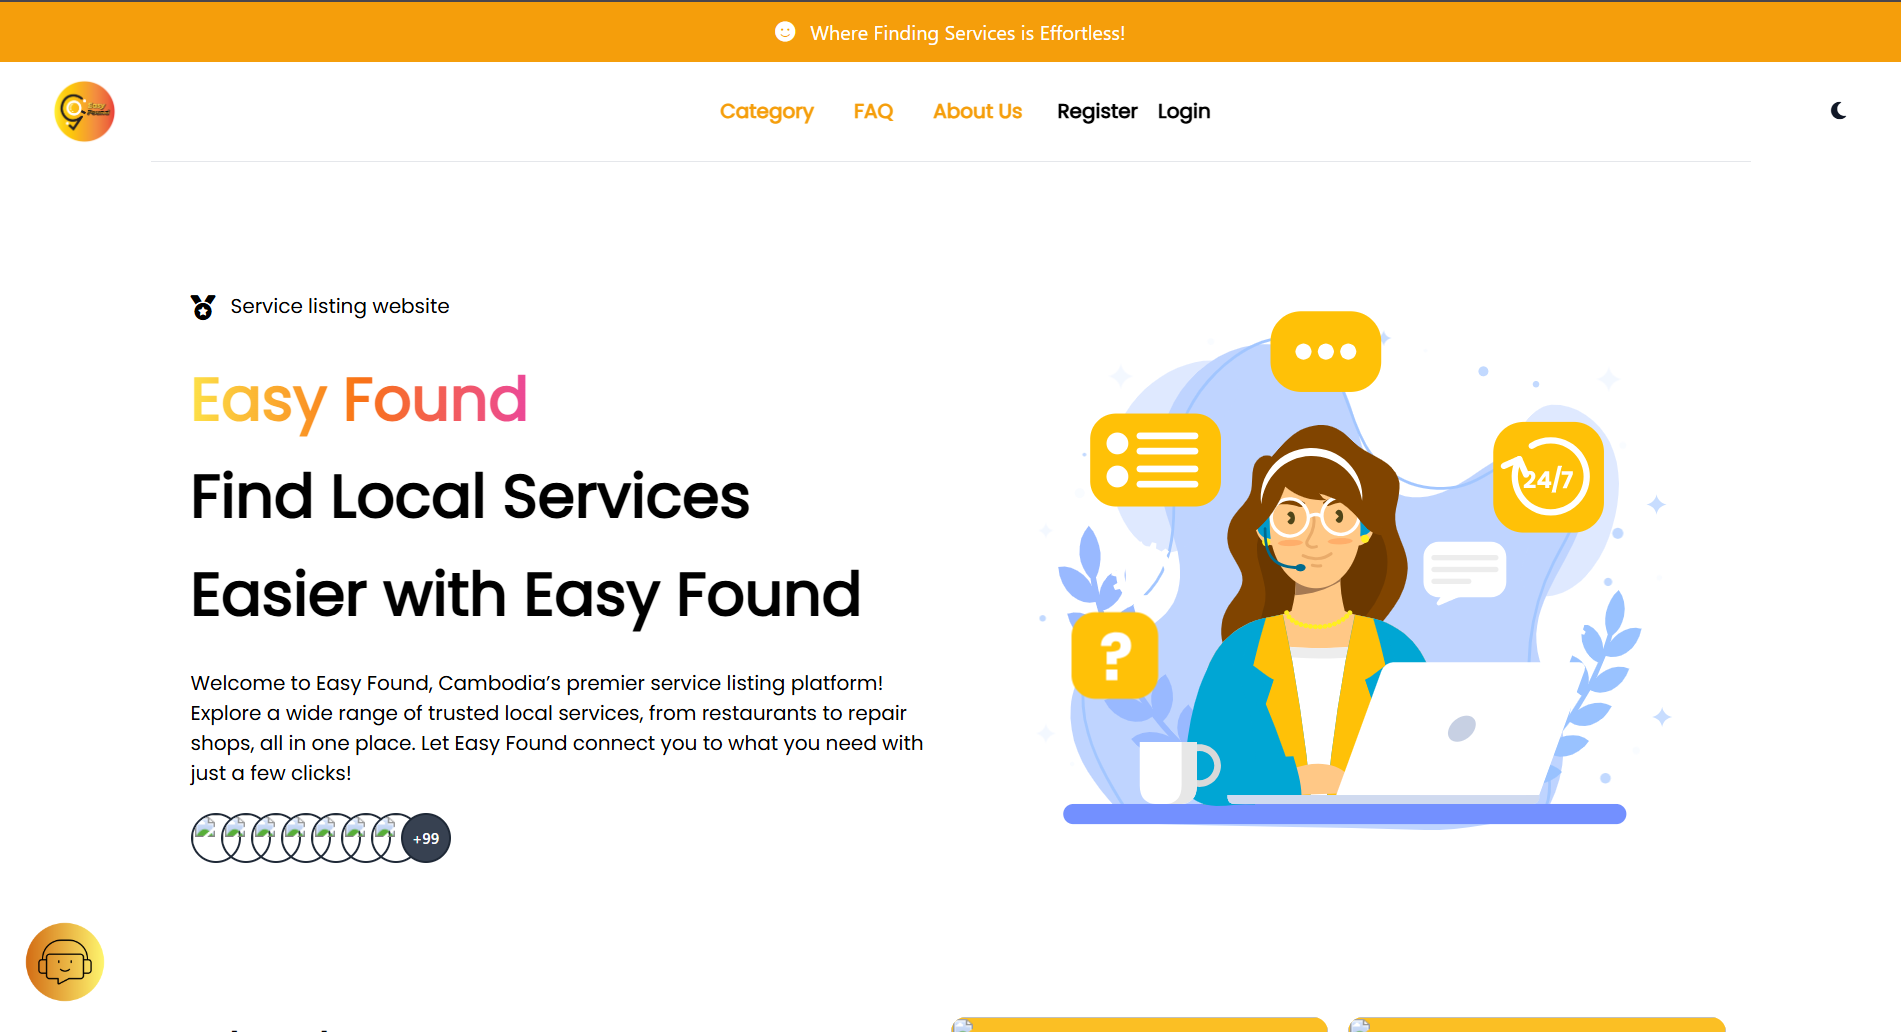 Where Finding Services is Effortless!
Category FAQ About Us Register Login
Service listing website
Easy Found
Find Local Services
Easier with Easy Found
Welcome to Easy Found, Cambodia’s premier service listing platform!
Explore a wide range of trusted local services, from restaurants to repair
shops, all in one place. Let Easy Found connect you to what you need with
just a few clicks!
+99
24/7
?